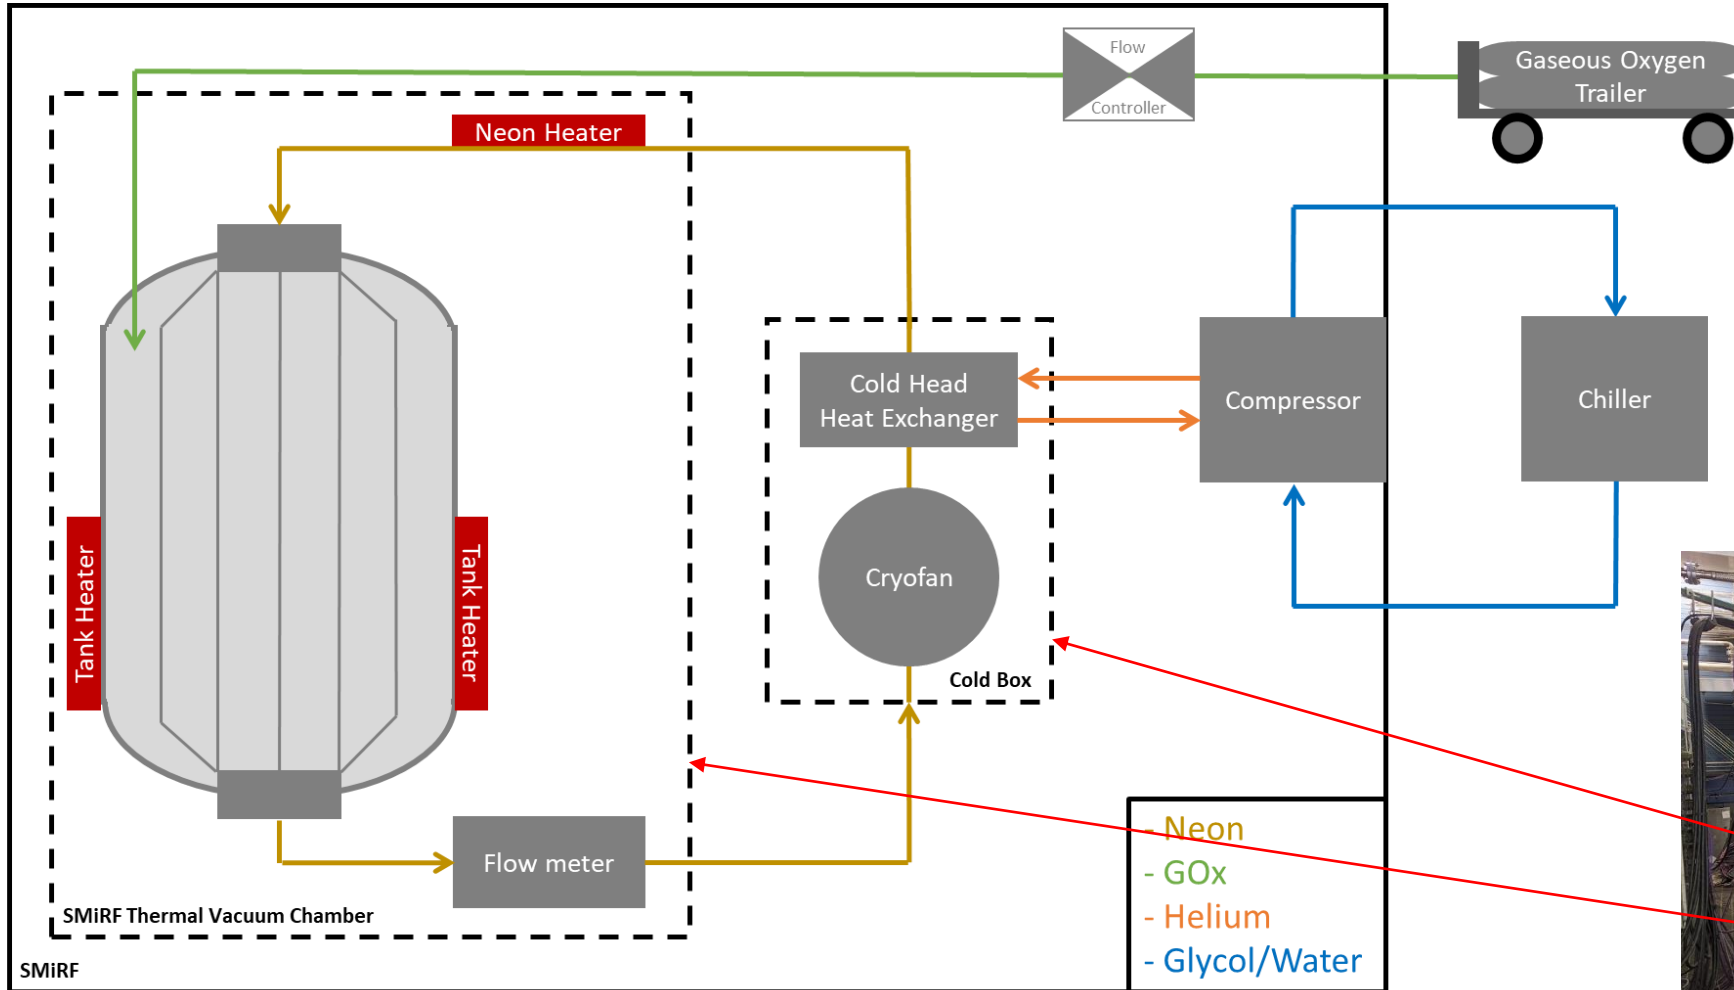 Flow
Controller
Gaseous Oxygen
Trailer
Neon Heater
Cold Head
Heat Exchanger
Compressor
Chiller
Tank Heater
Tank Heater
Cryofan
Cold Box
Flow meter
SMiRF Thermal Vacuum Chamber
SMiRF
- Neon
- GOx
- Helium
- Glycol/Water